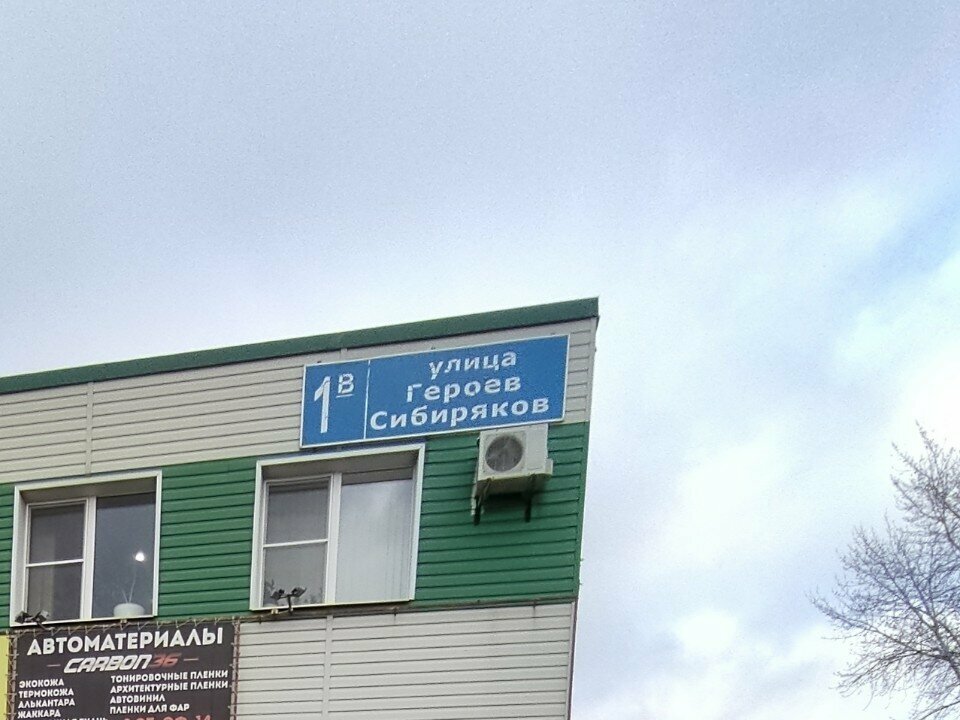 1В
улица
Героев
Сибиряков
АВТОМАТЕРИАЛЫ
CARBON36
ЭКОКОЖА
ТЕРМОКОЖА
АЛЬКАНТАРА
ЖАККАРД
ТОНИРОВОЧНЫЕ ПЛЕНКИ
АРХИТЕКТУРНЫЕ ПЛЕНКИ
АВТОВИНИЛ
ПЛЕНКИ ДЛЯ ФАР